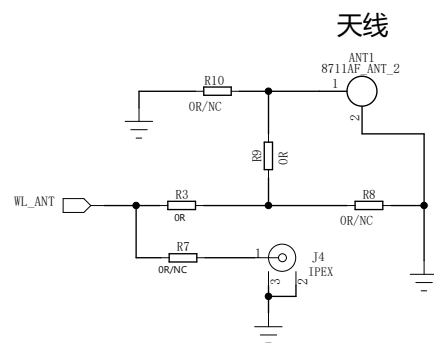 天线
ANT1
8711AF_ANT_2
R10
1
0R/NC
2
R9
0R
WL_ANT
R3
R8
0R
0R/NC
R7
1
J4
0R/NC
IPEX
3
2